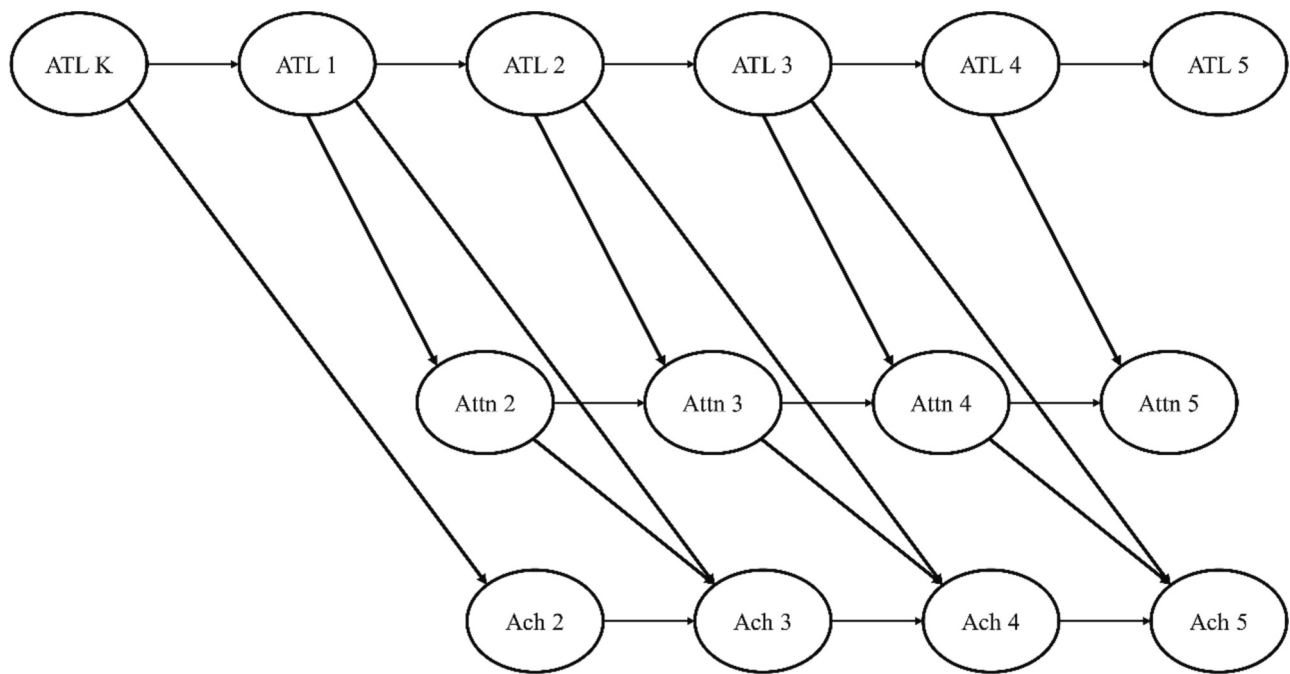 ATL K
ATL 1
ATL 2
ATL 3
ATL 4
ATL 5
Attn 2
Attn 3
Attn 4
Attn 5
Ach 2
Ach 3
Ach 4
Ach 5